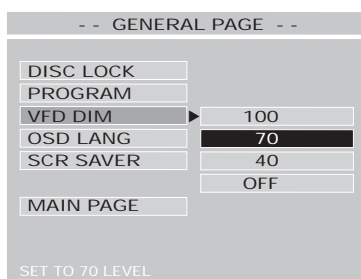 - - GENERAL PAGE - -
DISC LOCK
PROGRAM
VFD DIM 100
OSD LANG 70
SCR SAVER 40
OFF
MAIN PAGE
SET TO 70 LEVEL